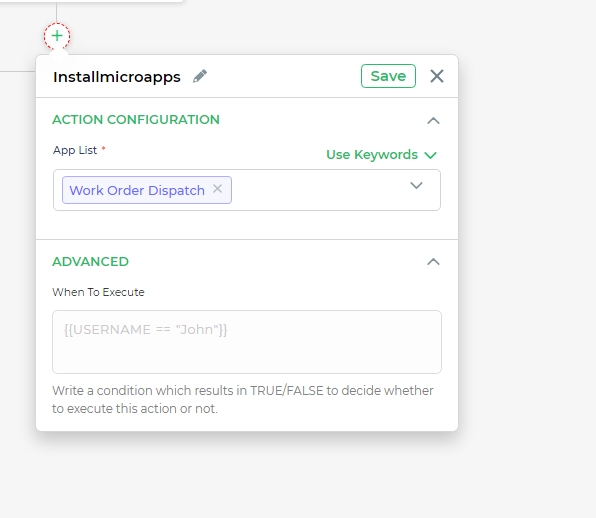 Installmicroapps
Save
ACTION CONFIGURATION
App List *
Use Keywords
Work Order Dispatch
ADVANCED
When To Execute
{{USERNAME == "John"}}
Write a condition which results in TRUE/FALSE to decide whether
to execute this action or not.